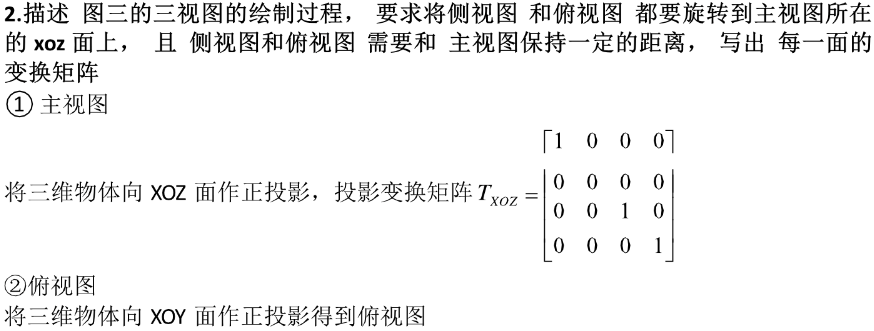 2.描述 图三的三视图的绘制过程， 要求将侧视图 和俯视图 都要旋转到主视图所在
的 xoz 面上， 且 侧视图和俯视图 需要和 主视图保持一定的距离， 写出 每一面的
变换矩阵
① 主视图
将三维物体向 XOZ 面作正投影，投影变换矩阵 T_XOZ =
1 0 0 0
0 0 0 0
0 0 1 0
0 0 0 1
②俯视图
将三维物体向 XOY 面作正投影得到俯视图